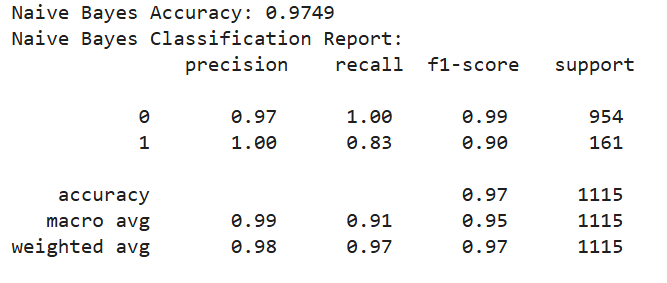 Naive Bayes Accuracy: 0.9749
Naive Bayes Classification Report:
precision recall f1-score support
0 0.97 1.00 0.99 954
1 1.00 0.83 0.90 161
accuracy 0.97 1115
macro avg 0.99 0.91 0.95 1115
weighted avg 0.98 0.97 0.97 1115